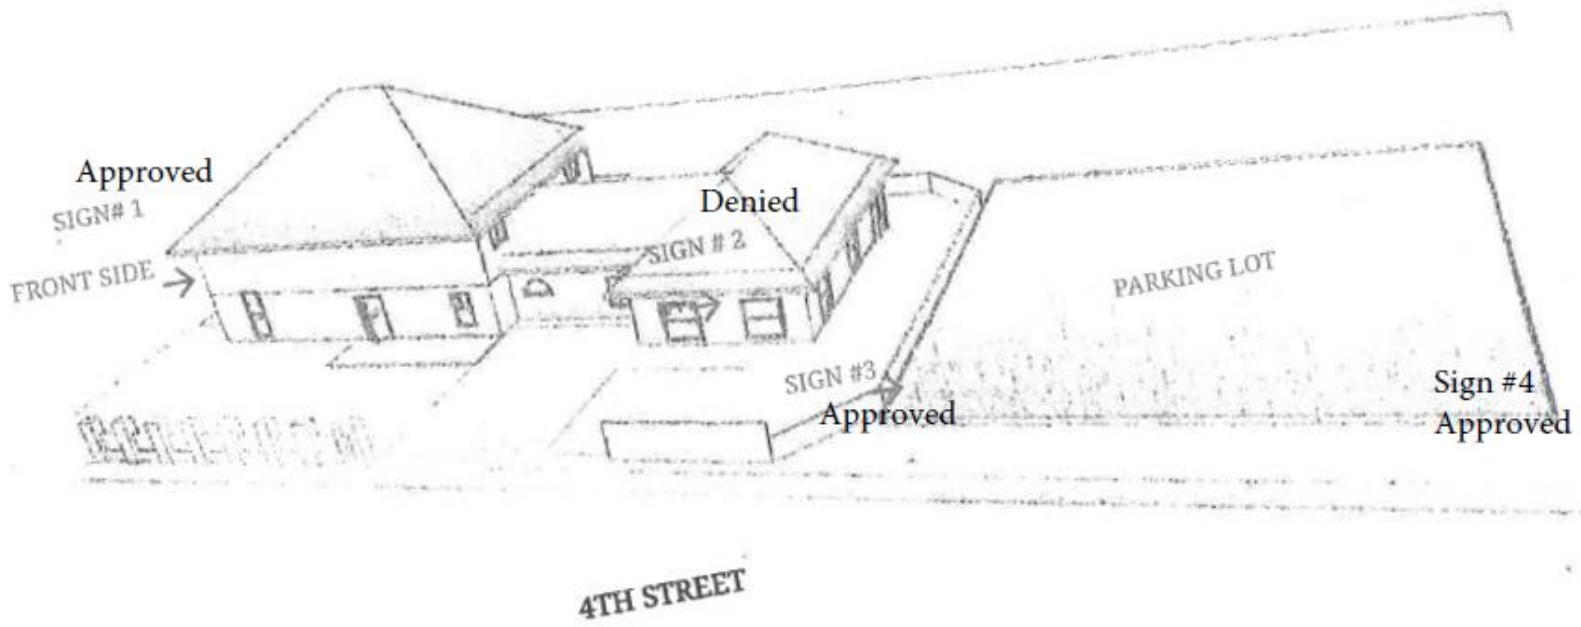 Approved
SIGN# 1
FRONT SIDE
Denied
SIGN # 2
PARKING LOT
SIGN #3
Approved
Sign #4
Approved
4TH STREET